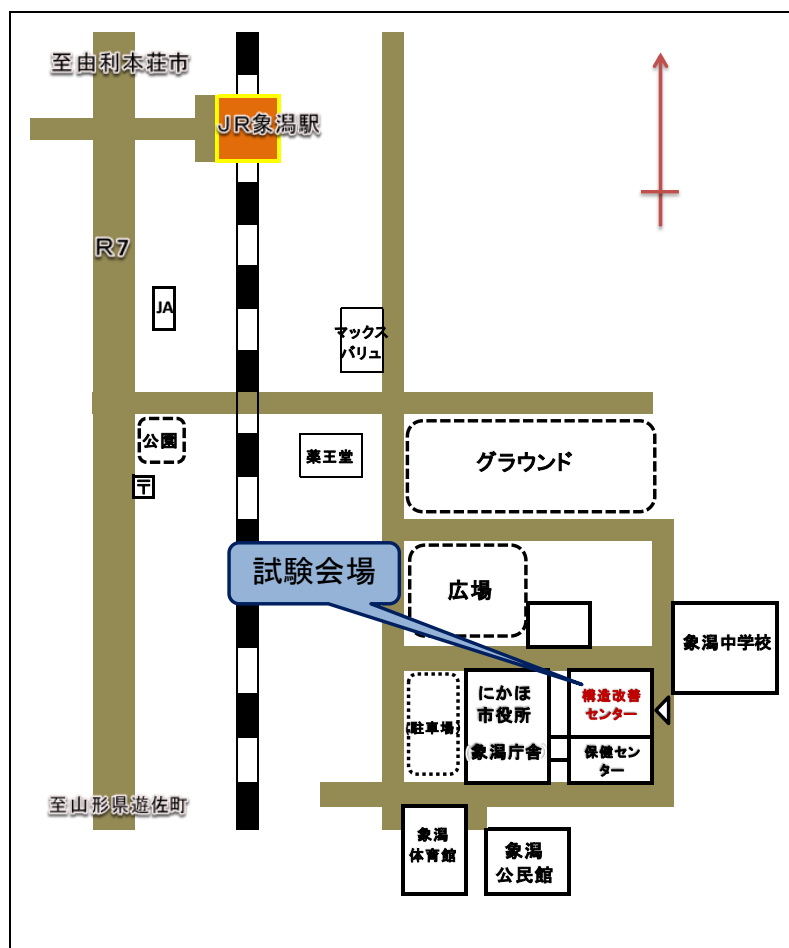 至由利本荘市
JR象潟駅
R7
JA
マックス
バリュ
公園
薬王堂
グラウンド
〒
試験会場
広場
象潟中学校
にかほ
市役所
(象潟庁舎)
構造改善
センター
(駐車場)
保健セン
ター
至山形県遊佐町
象潟
体育館
象潟
公民館